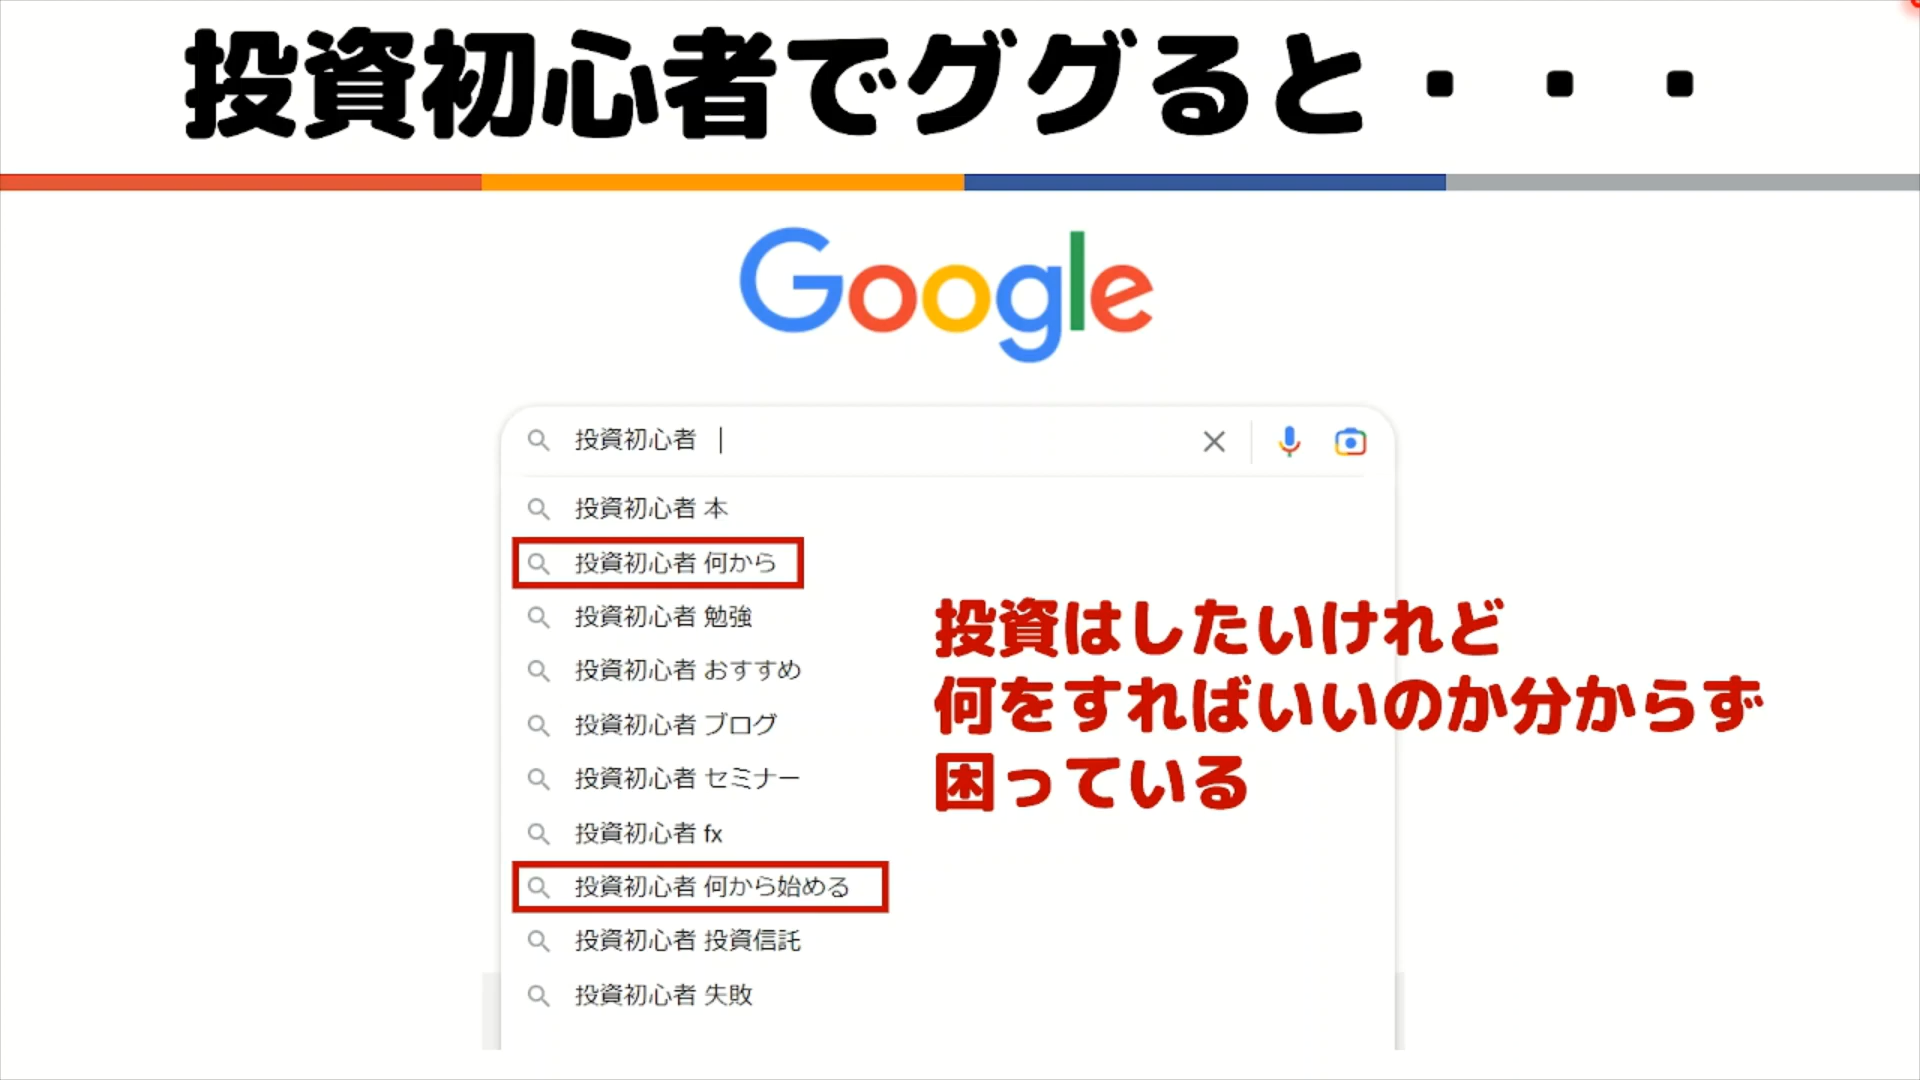 投資初心者でググると・・・
Google
投資初心者
投資初心者 本
投資初心者 何から
投資初心者 勉強
投資初心者 おすすめ
投資初心者 ブログ
投資初心者 セミナー
投資初心者 fx
投資初心者 何から始める
投資初心者 投資信託
投資初心者 失敗
投資はしたいけれど
何をすればいいのか分からず
困っている